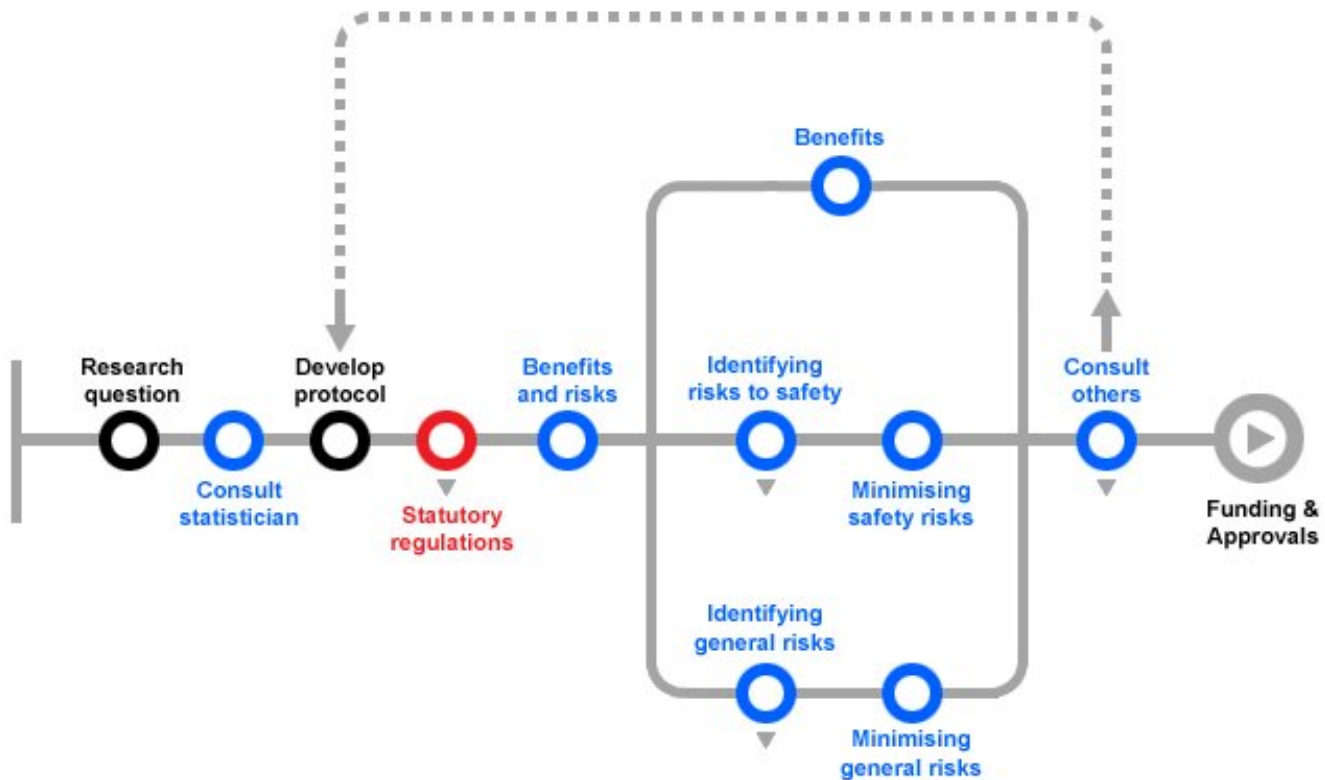 Benefits
Research
question
Develop
protocol
Benefits
and risks
Identifying
risks to safety
Consult
others
Consult
statistician
Statutory
regulations
Minimising
safety risks
Funding &
Approvals
Identifying
general risks
Minimising
general risks